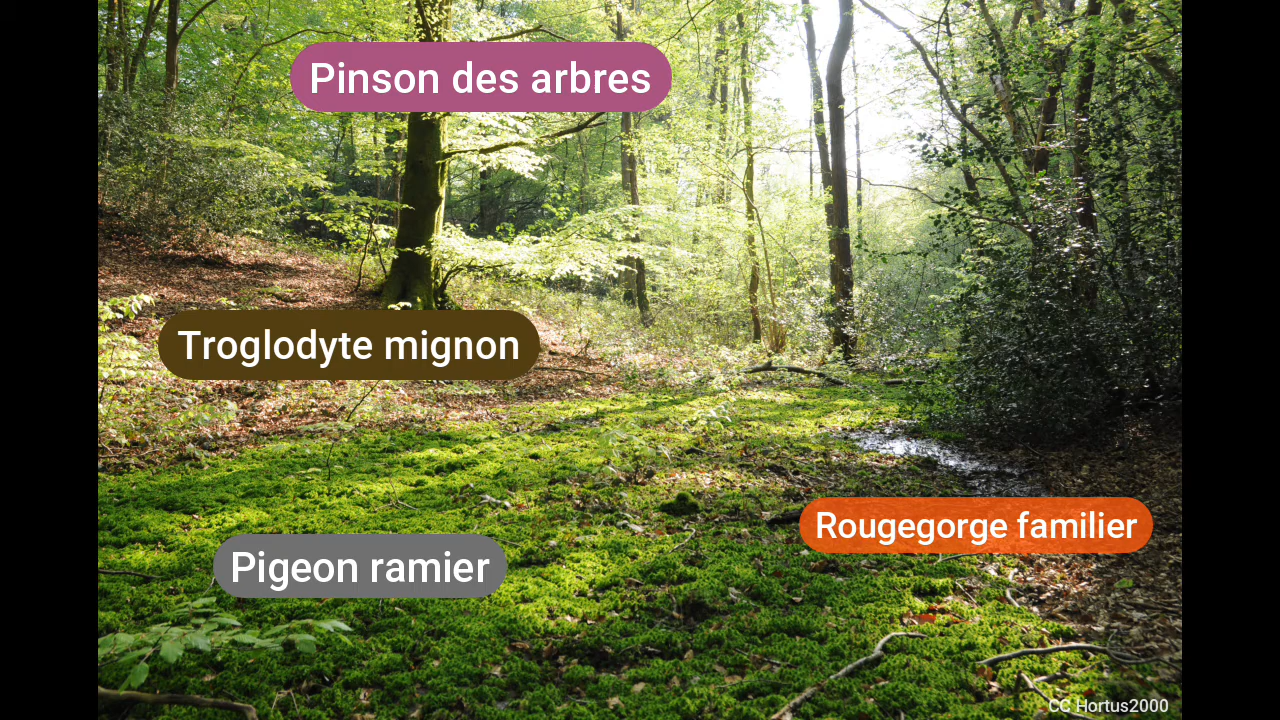 Pinson des arbres
Troglodyte mignon
Rougegorge familier
Pigeon ramier
CC Hortus2000